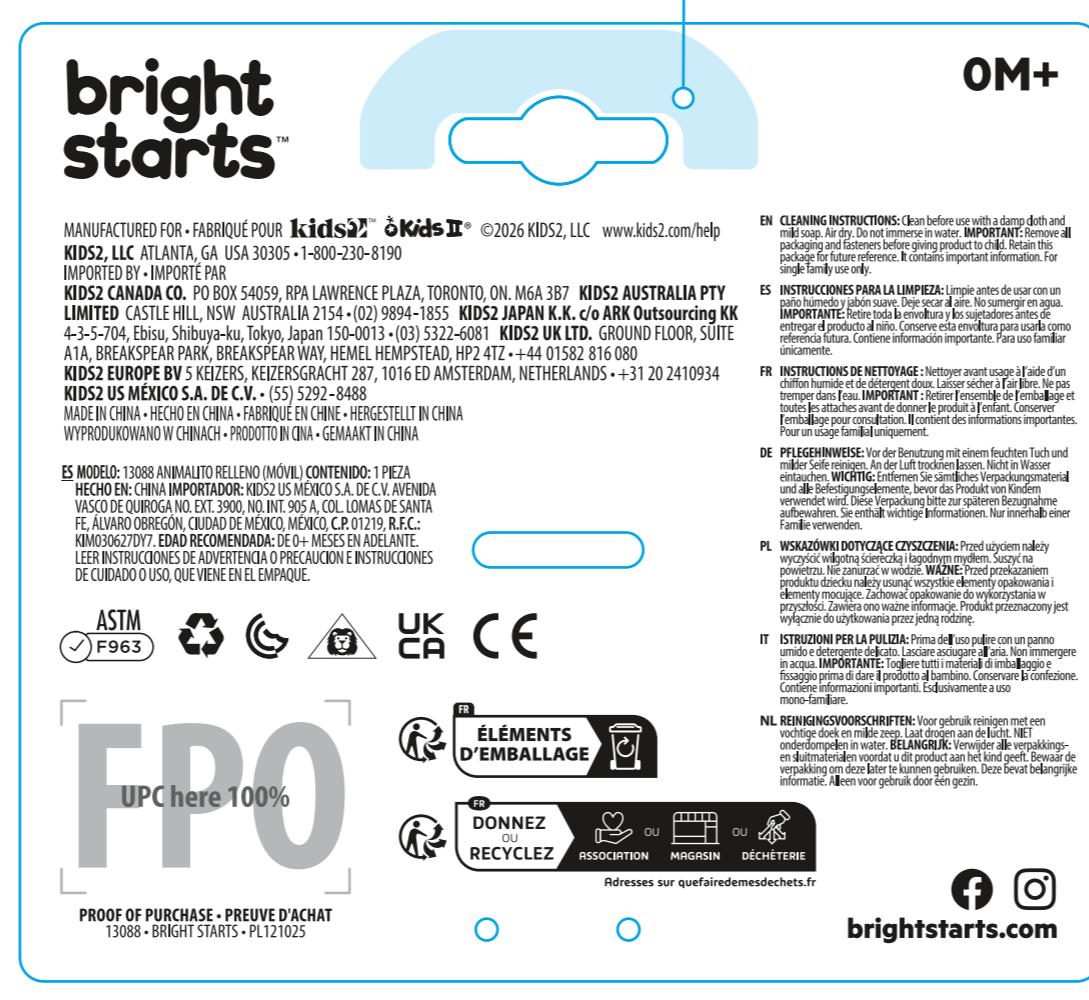 bright
starts™
0M+
MANUFACTURED FOR • FABRIQUÉ POUR kids2™ Kids II® ©2026 KIDS2, LLC www.kids2.com/help
KIDS2, LLC ATLANTA, GA USA 30305 • 1-800-230-8190
IMPORTED BY • IMPORTÉ PAR
KIDS2 CANADA CO. PO BOX 54059, RPA LAWRENCE PLAZA, TORONTO, ON. M6A 3B7 KIDS2 AUSTRALIA PTY
LIMITED CASTLE HILL, NSW AUSTRALIA 2154 • (02) 9894-1855 KIDS2 JAPAN K.K. c/o ARK Outsourcing KK
4-3-5-704, Ebisu, Shibuya-ku, Tokyo, Japan 150-0013 • (03) 5322-6081 KIDS2 UK LTD. GROUND FLOOR, SUITE
A1A, BREAKSPEAR PARK, BREAKSPEAR WAY, HEMEL HEMPSTEAD, HP2 4TZ • +44 01582 816 080
KIDS2 EUROPE BV 5 KEIZERS, KEIZERSGRACHT 287, 1016 ED AMSTERDAM, NETHERLANDS • +31 20 2410934
KIDS2 US MÉXICO S.A. DE C.V. • (55) 5292-8488
MADE IN CHINA • HECHO EN CHINA • FABRIQUÉ EN CHINE • HERGESTELLT IN CHINA
WYPRODUKOWANO W CHINACH • PRODOTTO IN CINA • GEMAAKT IN CHINA
ES MODELO: 13088 ANIMALITO RELLENO (MÓVIL) CONTENIDO: 1 PIEZA
HECHO EN: CHINA IMPORTADOR: KIDS2 US MÉXICO S.A. DE C.V. AVENIDA
VASCO DE QUIROGA NO. EXT. 3900, NO. INT. 905 A, COL. LOMAS DE SANTA
FE, ÁLVARO OBREGÓN, CIUDAD DE MÉXICO, MÉXICO, C.P. 01219, R.F.C.:
KIM030627DY7. EDAD RECOMENDADA: DE 0+ MESES EN ADELANTE.
LEER INSTRUCCIONES DE ADVERTENCIA O PRECAUCION E INSTRUCCIONES
DE CUIDADO O USO, QUE VIENE EN EL EMPAQUE.
ASTM
F963
UK
CA
CE
FPO
UPC here 100%
PROOF OF PURCHASE • PREUVE D'ACHAT
13088 • BRIGHT STARTS • PL121025
FR
ÉLÉMENTS
D'EMBALLAGE
FR
DONNEZ
OU
RECYCLEZ
ASSOCIATION OU MAGASIN OU DÉCHÈTERIE
Adresses sur quefairedemesdechets.fr
EN CLEANING INSTRUCTIONS: Clean before use with a damp cloth and
mild soap. Air dry. Do not immerse in water. IMPORTANT: Remove all
packaging and fasteners before giving product to child. Retain this
package for future reference. It contains important information. For
single family use only.
ES INSTRUCCIONES PARA LA LIMPIEZA: Limpie antes de usar con un
paño húmedo y jabón suave. Deje secar al aire. No sumergir en agua.
IMPORTANTE: Retire toda la envoltura y los sujetadores antes de
entregar el producto al niño. Conserve esta envoltura para usarla como
referencia futura. Contiene información importante. Para uso familiar
únicamente.
FR INSTRUCTIONS DE NETTOYAGE : Nettoyer avant usage à l'aide d'un
chiffon humide et de détergent doux. Laisser sécher à l'air libre. Ne pas
tremper dans l'eau. IMPORTANT : Retirer l'ensemble de l'emballage et
toutes les attaches avant de donner le produit à l'enfant. Conserver
l'emballage pour consultation. Il contient des informations importantes.
Pour un usage familial uniquement.
DE PFLEGEHINWEISE: Vor der Benutzung mit einem feuchten Tuch und
milder Seife reinigen. An der Luft trocknen lassen. Nicht in Wasser
eintauchen. WICHTIG: Entfernen Sie sämtliches Verpackungsmaterial
und alle Befestigungselemente, bevor das Produkt von Kindern
verwendet wird. Diese Verpackung bitte zur späteren Bezugnahme
aufbewahren. Sie enthält wichtige Informationen. Nur innerhalb einer
Familie verwenden.
PL WSKAZÓWKI DOTYCZĄCE CZYSZCZENIA: Przed użyciem należy
wyczyścić wilgotną ściereczką i łagodnym mydłem. Suszyć na
powietrzu. Nie zanurzać w wodzie. WAŻNE: Przed przekazaniem
produktu dziecku należy usunąć wszystkie elementy opakowania i
elementy mocujące. Zachować opakowanie do wykorzystania w
przyszłości. Zawiera ono ważne informacje. Produkt przeznaczony jest
wyłącznie do użytkowania przez jedną rodzinę.
IT ISTRUZIONI PER LA PULIZIA: Prima dell'uso pulire con un panno
umido e detergente delicato. Lasciare asciugare all'aria. Non immergere
in acqua. IMPORTANTE: Togliere tutti i materiali di imballaggio e
fissaggio prima di dare il prodotto al bambino. Conservare la confezione.
Contiene informazioni importanti. Esclusivamente a uso
mono-familiare.
NL REINIGINGSVOORSCHRIFTEN: Voor gebruik reinigen met een
vochtige doek en milde zeep. Laat drogen aan de lucht. NIET
onderdompelen in water. BELANGRIJK: Verwijder alle verpakkings-
en sluitmaterialen voordat u dit product aan het kind geeft. Bewaar de
verpakking om deze later te kunnen gebruiken. Deze bevat belangrijke
informatie. Alleen voor gebruik door één gezin.
brightstarts.com